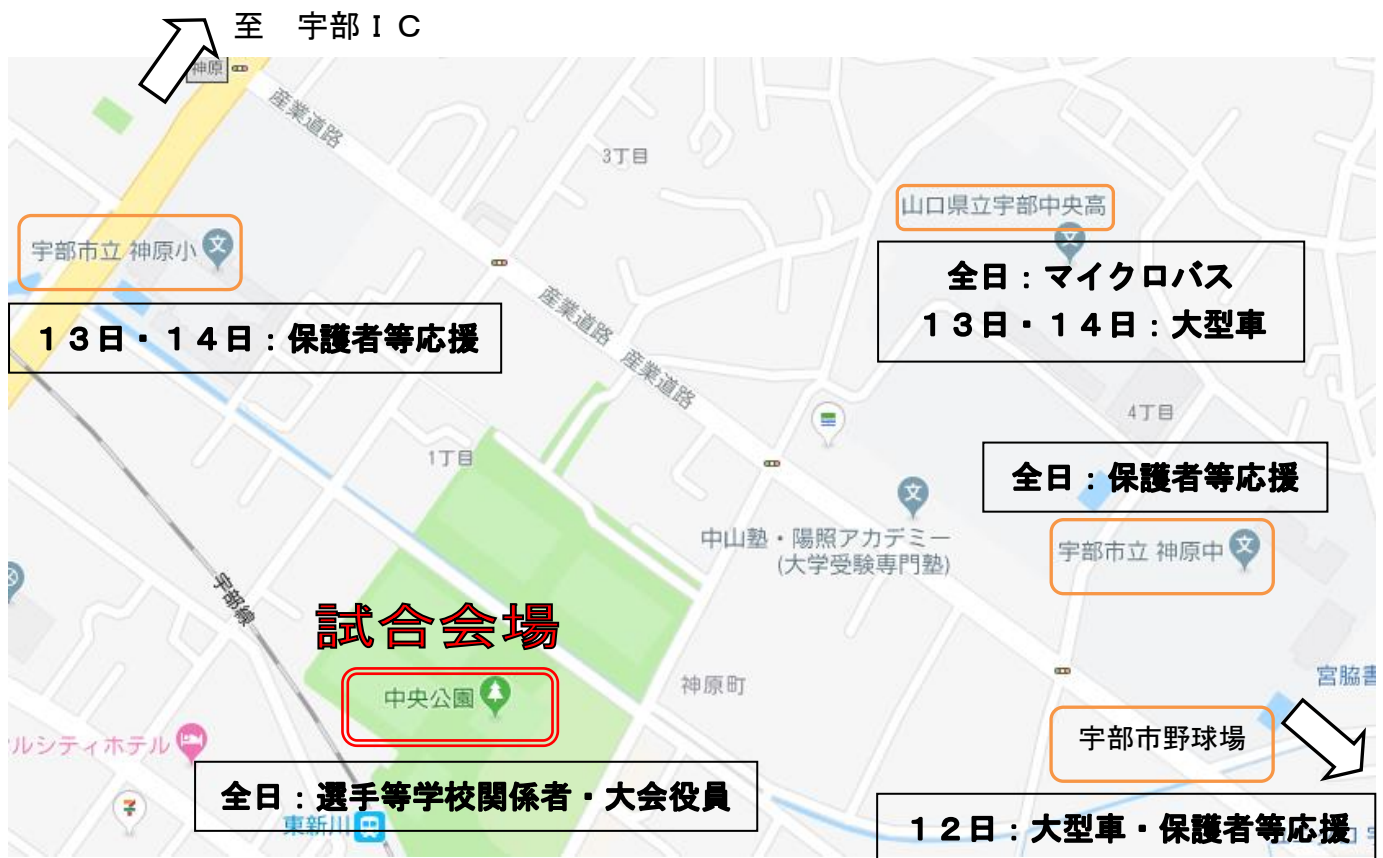 至　宇部ＩＣ
神原
産業道路
3丁目
山口県立宇部中央高
宇部市立 神原小
全日：マイクロバス
１３日・１４日：大型車
産業道路
１３日・１４日：保護者等応援
産業道路
4丁目
1丁目
全日：保護者等応援
中山塾・陽照アカデミー
(大学受験専門塾)
宇部市立 神原中
宇部線
試合会場
中央公園
神原町
宮脇書
ルシティホテル
宇部市野球場
全日：選手等学校関係者・大会役員
東新川
１２日：大型車・保護者等応援